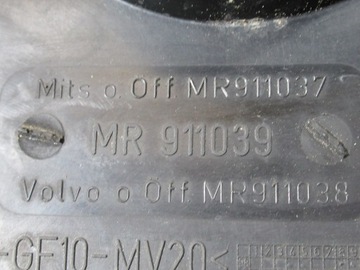 Mits o Off MR911037
MR 911039
Volvo o Off MR911038
-GF10-MV20<